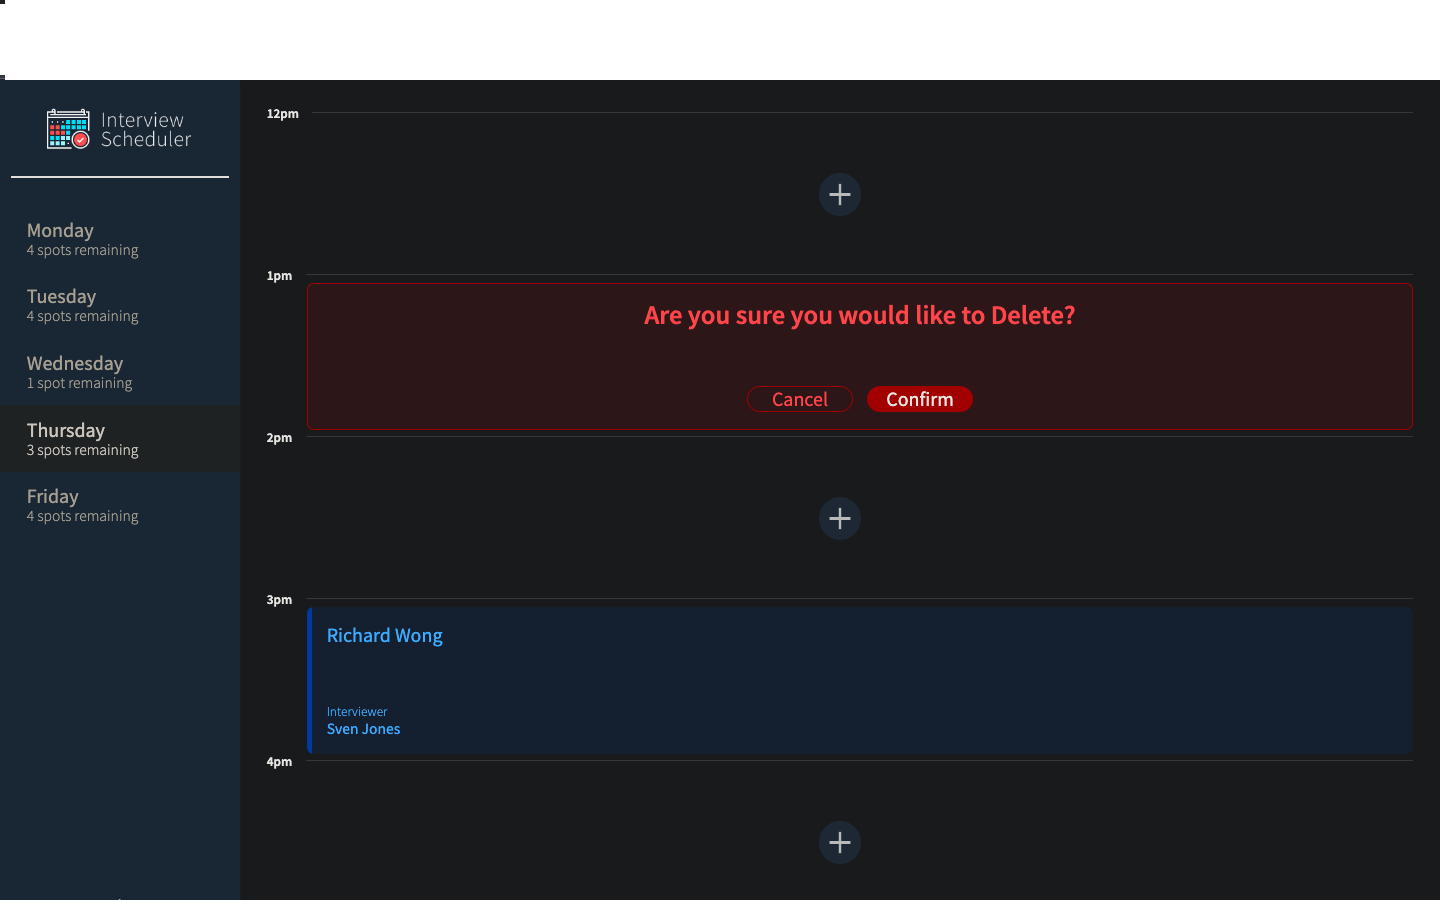 Interview
Scheduler
Monday
4 spots remaining
Tuesday
4 spots remaining
Wednesday
1 spot remaining
Thursday
3 spots remaining
Friday
4 spots remaining
12pm
1pm
Are you sure you would like to Delete?
Cancel Confirm
2pm
3pm
Richard Wong
Interviewer
Sven Jones
4pm